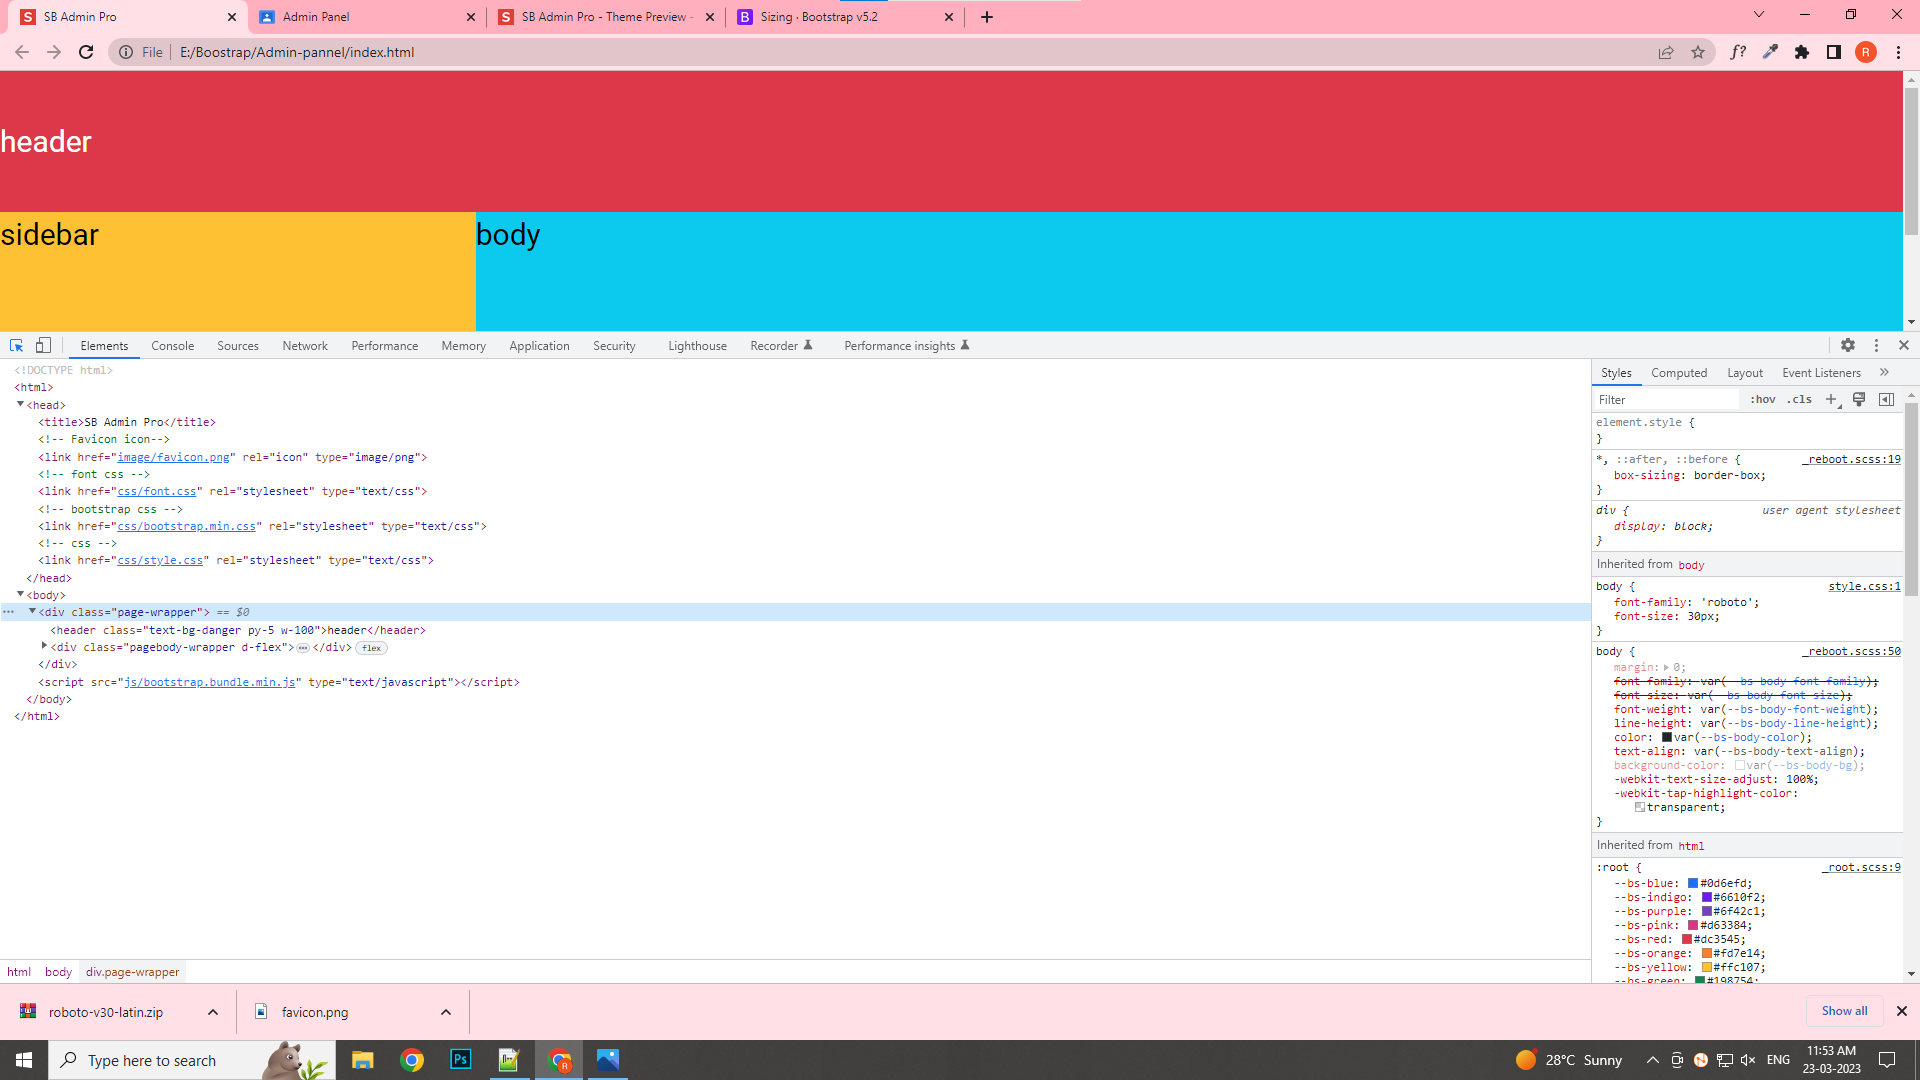 SB Admin Pro
Admin Panel
SB Admin Pro - Theme Preview -
Sizing · Bootstrap v5.2
File
E:/Boostrap/Admin-pannel/index.html
f?
R
header
sidebar
body
Elements Console Sources Network Performance Memory Application Security Lighthouse Recorder Performance insights
<!DOCTYPE html>
<html>
<head>
<title>SB Admin Pro</title>
<!-- Favicon icon-->
<link href="image/favicon.png" rel="icon" type="image/png">
<!-- font css -->
<link href="css/font.css" rel="stylesheet" type="text/css">
<!-- bootstrap css -->
<link href="css/bootstrap.min.css" rel="stylesheet" type="text/css">
<!-- css -->
<link href="css/style.css" rel="stylesheet" type="text/css">
</head>
<body>
<div class="page-wrapper"> == $0
<header class="text-bg-danger py-5 w-100">header</header>
<div class="pagebody-wrapper d-flex">…</div> flex
</div>
<script src="js/bootstrap.bundle.min.js" type="text/javascript"></script>
</body>
</html>
html body div.page-wrapper
Styles Computed Layout Event Listeners »
Filter :hov .cls +
element.style {
}
*, ::after, ::before { _reboot.scss:19
box-sizing: border-box;
}
div { user agent stylesheet
display: block;
}
Inherited from body
body { style.css:1
font-family: 'roboto';
font-size: 30px;
}
body { _reboot.scss:50
margin: 0;
font-family: var(--bs-body-font-family);
font-size: var(--bs-body-font-size);
font-weight: var(--bs-body-font-weight);
line-height: var(--bs-body-line-height);
color: var(--bs-body-color);
text-align: var(--bs-body-text-align);
background-color: var(--bs-body-bg);
-webkit-text-size-adjust: 100%;
-webkit-tap-highlight-color:
transparent;
}
Inherited from html
:root { _root.scss:9
--bs-blue: #0d6efd;
--bs-indigo: #6610f2;
--bs-purple: #6f42c1;
--bs-pink: #d63384;
--bs-red: #dc3545;
--bs-orange: #fd7e14;
--bs-yellow: #ffc107;
--bs-green: #198754;
roboto-v30-latin.zip
favicon.png
Show all
Type here to search
Ps
R
28°C Sunny
ENG
11:53 AM
23-03-2023